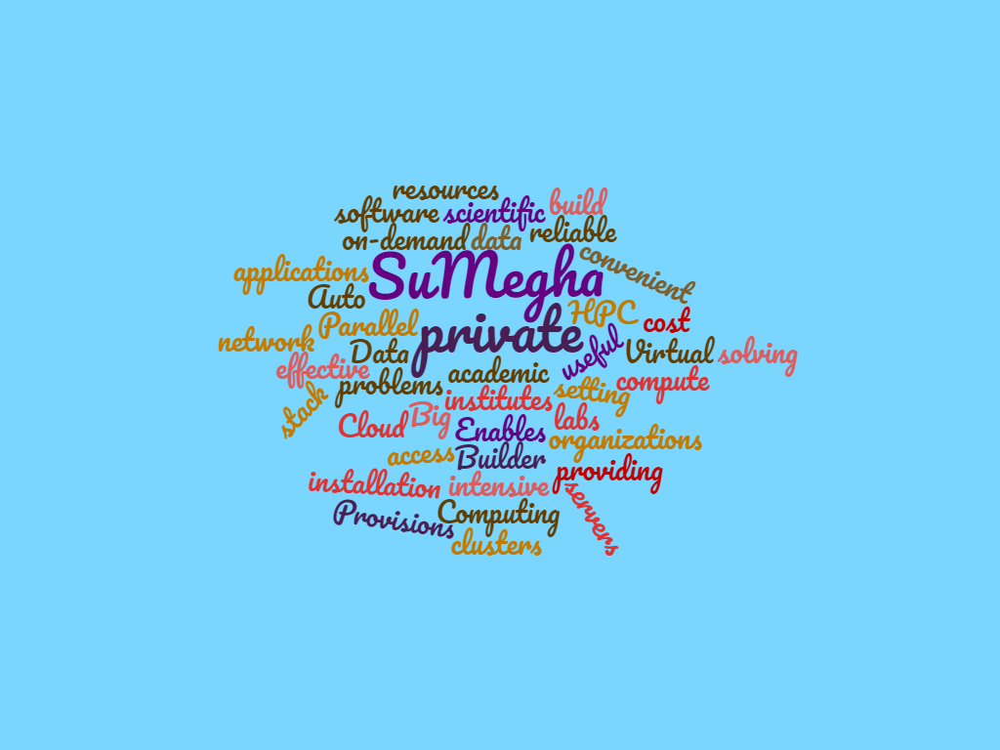 resources
software scientific build
on-demand data reliable
convenient
applications SuMegha
Auto HPC cost
Parallel private
network Data useful Virtual solving
effective problems academic compute
stack institutes setting
Cloud Big Enables labs
organizations
access Builder
installation intensive providing
servers
Provisions Computing
clusters